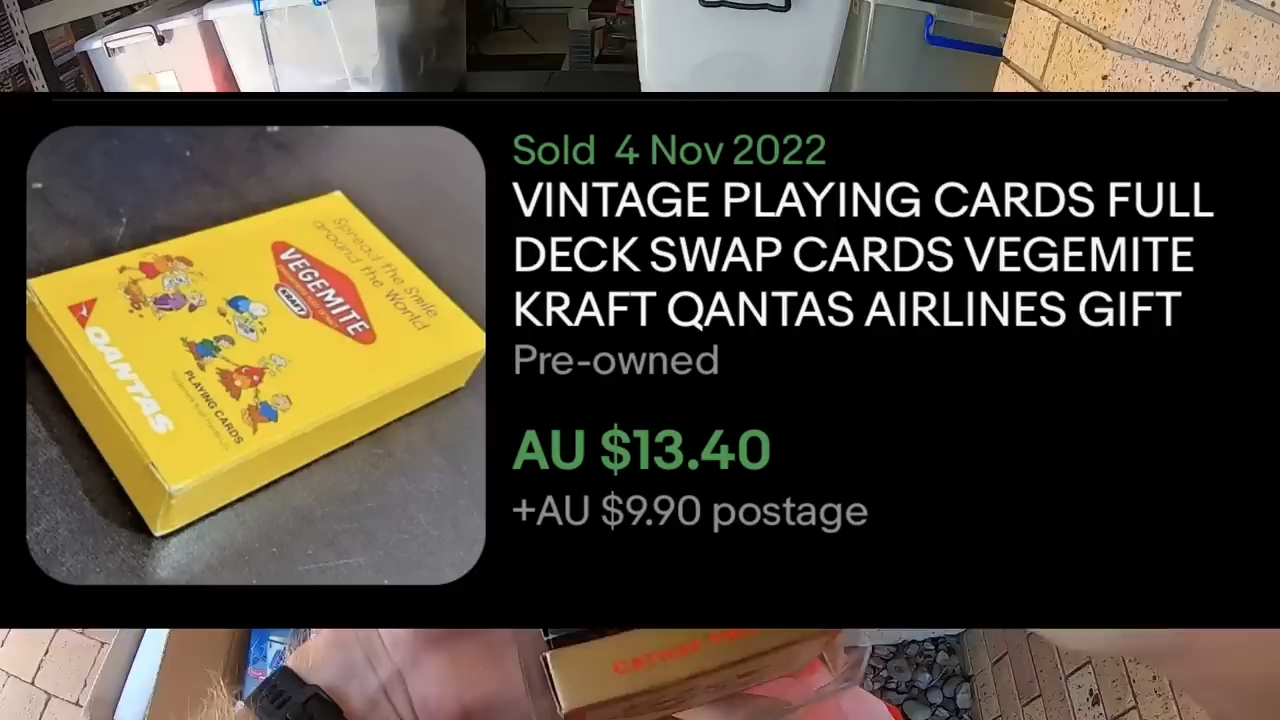 Sold 4 Nov 2022
VINTAGE PLAYING CARDS FULL
DECK SWAP CARDS VEGEMITE
KRAFT QANTAS AIRLINES GIFT
Pre-owned
AU $13.40
+AU $9.90 postage
Spread the Smile
around the World
VEGEMITE
KRAFT
QANTAS
PLAYING CARDS